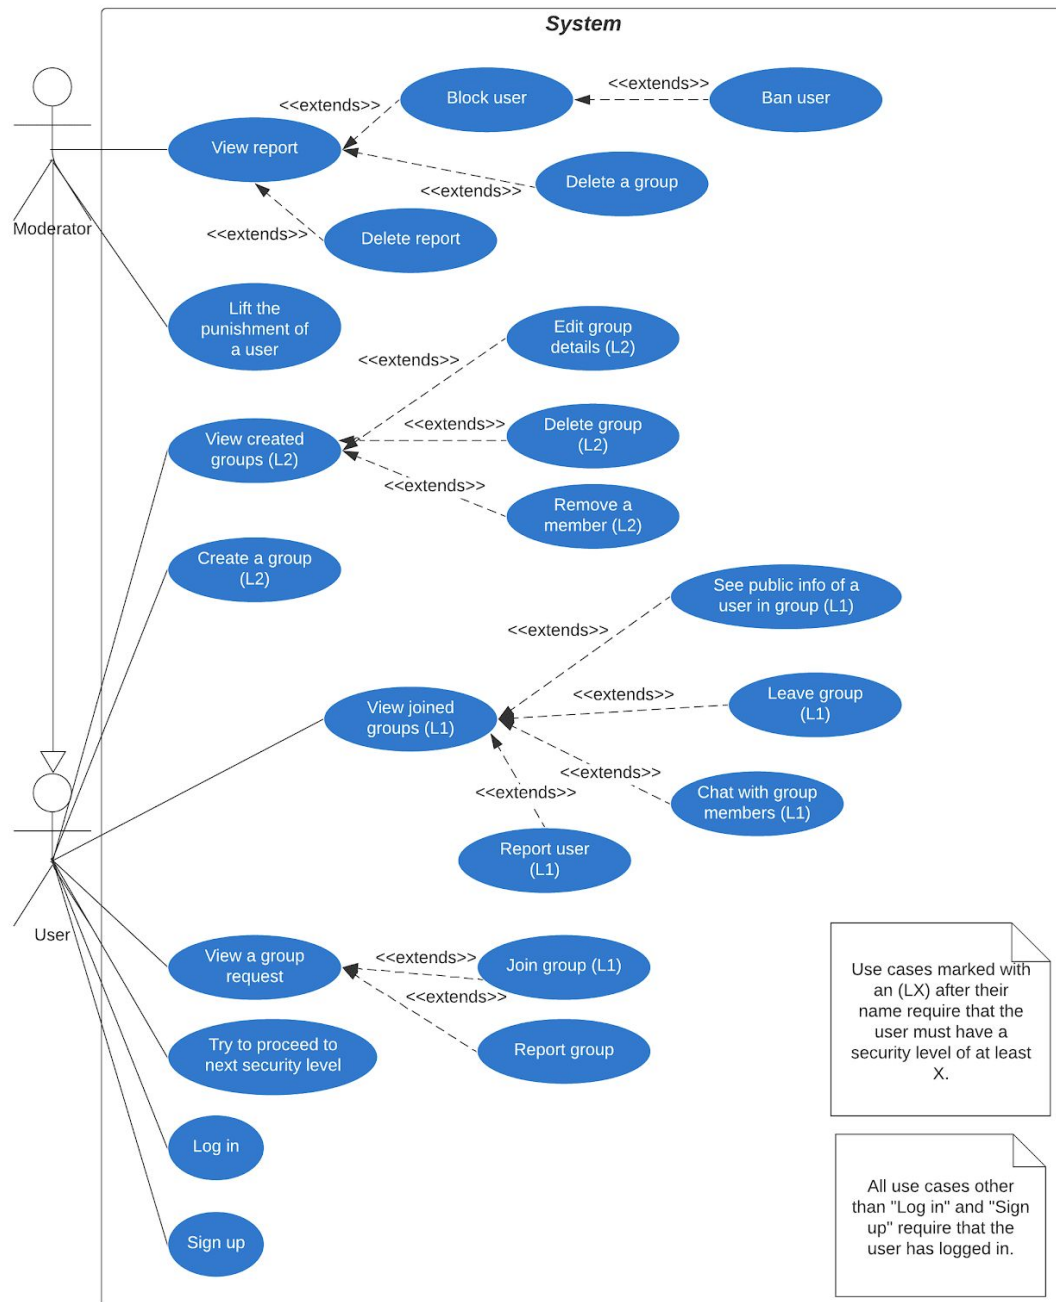 System
<<extends>>
Block user
<<extends>>
Ban user
View report
<<extends>>
Delete a group
<<extends>>
Delete report
Moderator
Lift the
punishment of
a user
<<extends>>
Edit group
details (L2)
View created
groups (L2)
<<extends>>
Delete group
(L2)
<<extends>>
Remove a
member (L2)
Create a group
(L2)
See public info of a
user in group (L1)
<<extends>>
View joined
groups (L1)
<<extends>>
Leave group
(L1)
<<extends>>
Chat with group
members (L1)
<<extends>>
Report user
(L1)
User
View a group
request
<<extends>>
Join group (L1)
<<extends>>
Report group
Try to proceed to
next security level
Log in
Sign up
Use cases marked with
an (LX) after their
name require that the
user must have a
security level of at least
X.
All use cases other
than "Log in" and "Sign
up" require that the
user has logged in.